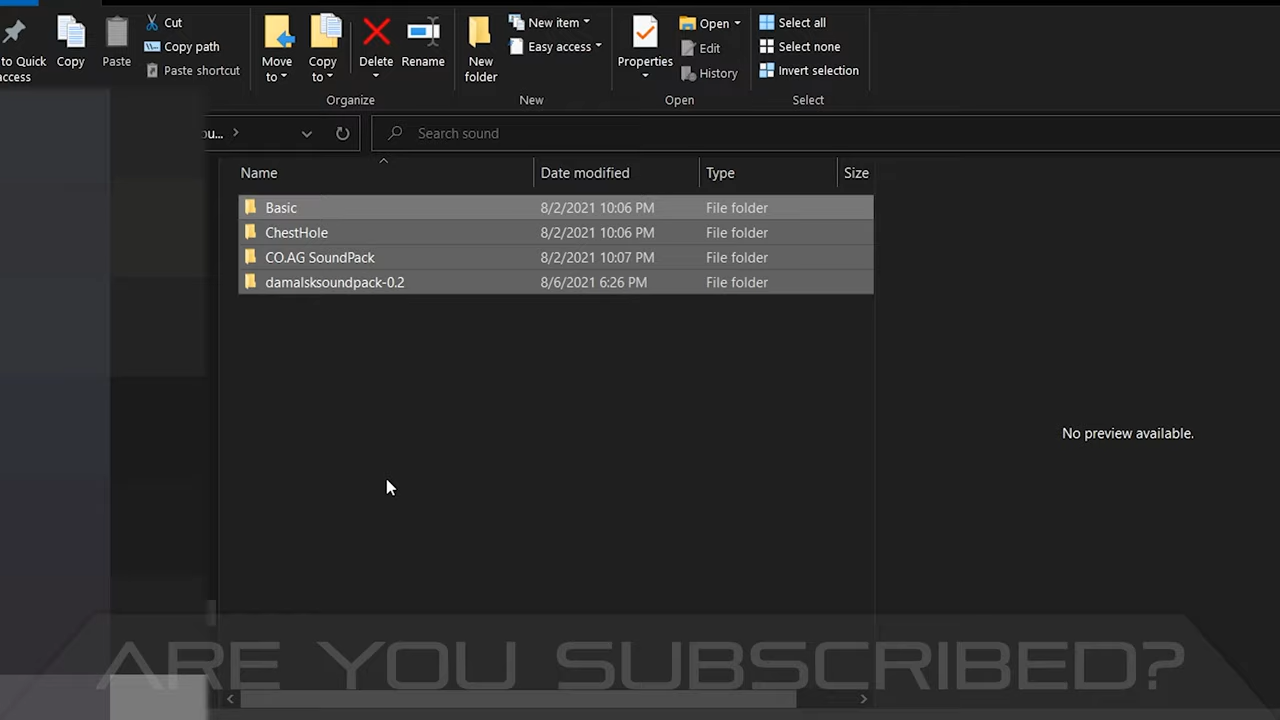 Cut
Copy path
Paste shortcut
to Quick
access
Copy
Paste
Move
to
Copy
to
Delete
Rename
Organize
New
folder
New item
Easy access
New
Properties
Open
Edit
History
Open
Select all
Select none
Invert selection
Select
ou...
Search sound
Name Date modified Type Size
Basic 8/2/2021 10:06 PM File folder
ChestHole 8/2/2021 10:06 PM File folder
CO.AG SoundPack 8/2/2021 10:07 PM File folder
damalsksoundpack-0.2 8/6/2021 6:26 PM File folder
No preview available.
ARE YOU SUBSCRIBED?